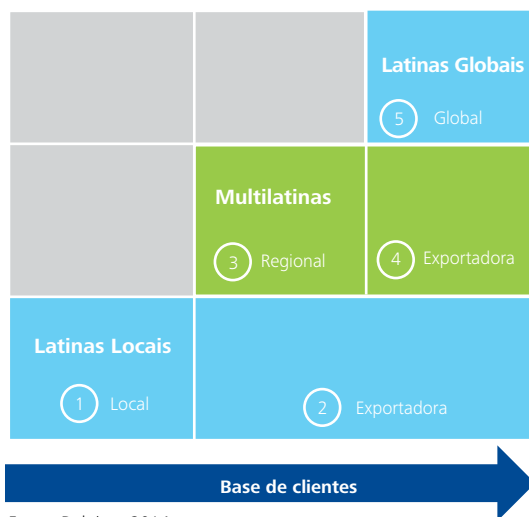 Latinas Globais
5 Global
Multilatinas
3 Regional
4 Exportadora
Latinas Locais
1 Local
2 Exportadora
Base de clientes